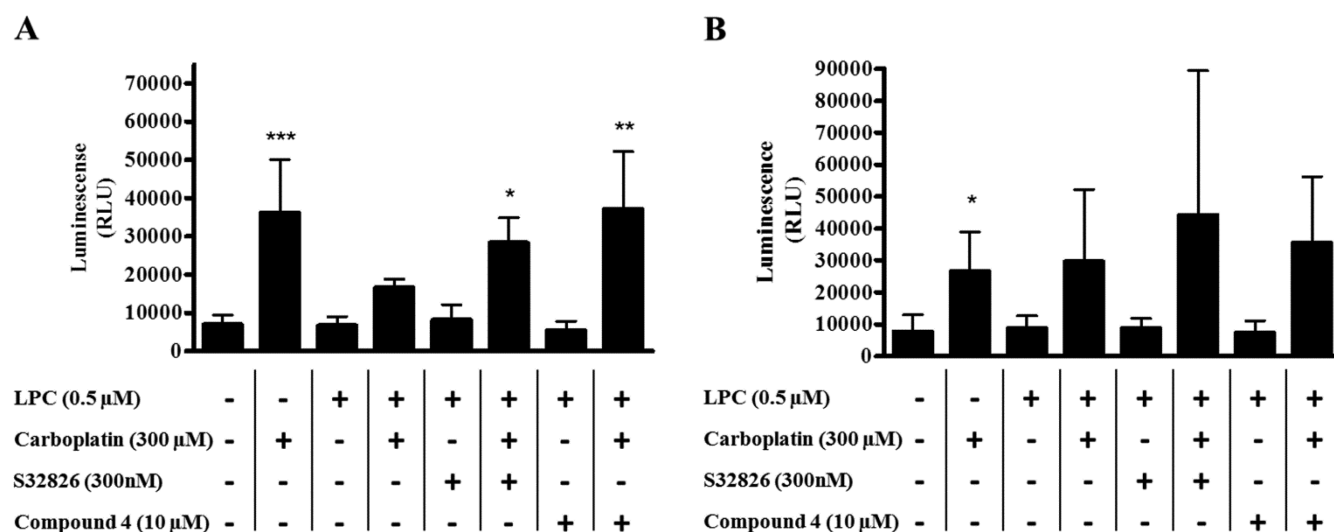 A
Luminescense
(RLU)
70000
60000
50000
40000
30000
20000
10000
0
***
*
**
LPC (0.5 µM) - - + + + + + +
Carboplatin (300 µM) - + - + - + - +
S32826 (300nM) - - - - + + - -
Compound 4 (10 µM) - - - - - - + +
B
Luminescence
(RLU)
90000
80000
70000
60000
50000
40000
30000
20000
10000
0
*
LPC (0.5 µM) - - + + + + + +
Carboplatin (300 µM) - + - + - + - +
S32826 (300nM) - - - - + + - -
Compound 4 (10 µM) - - - - - - + +